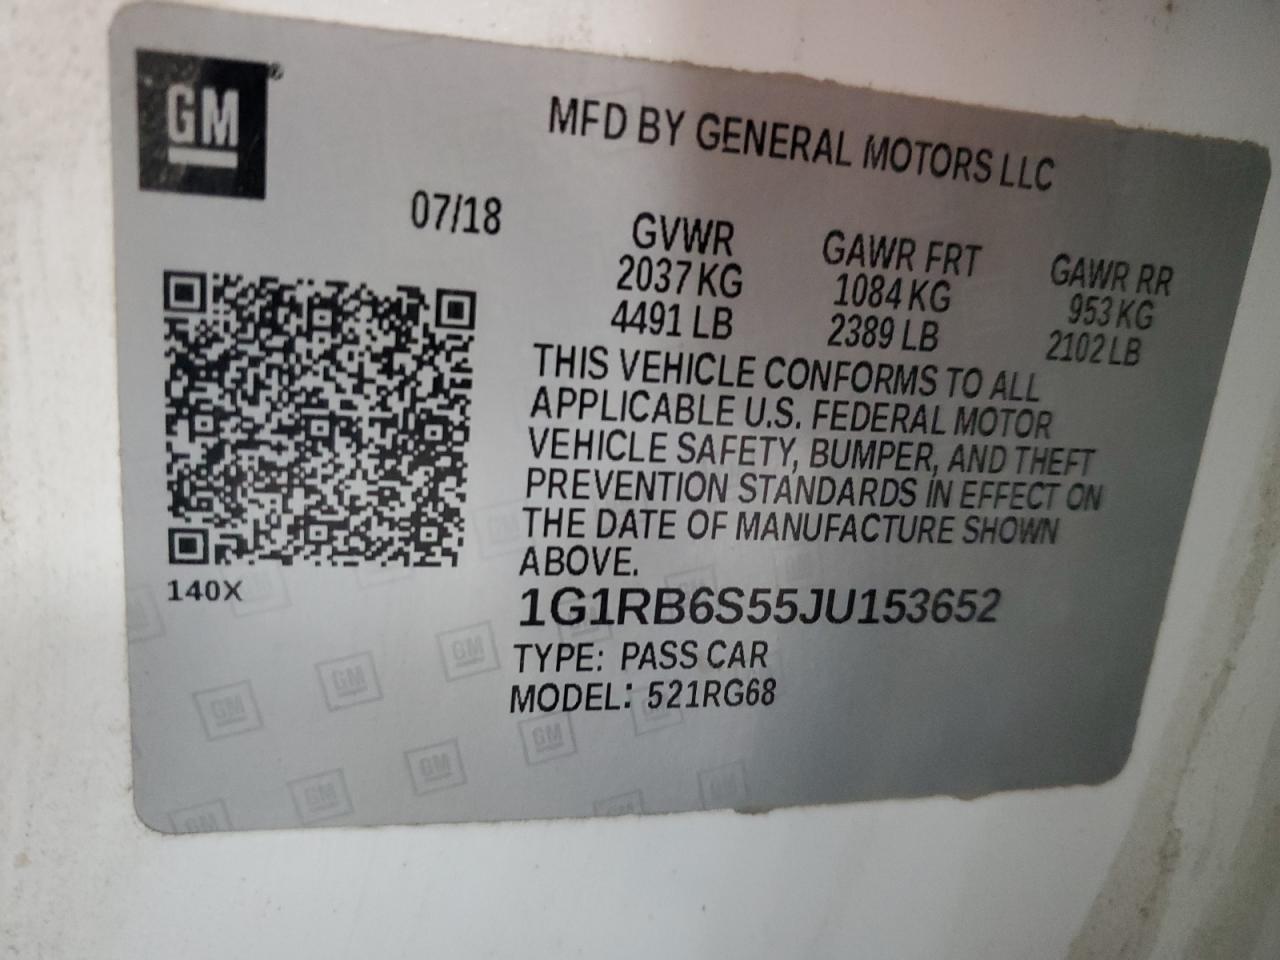 GM
MFD BY GENERAL MOTORS LLC
07/18
GVWR GAWR FRT GAWR RR
2037 KG 1084 KG 953 KG
4491 LB 2389 LB 2102 LB
THIS VEHICLE CONFORMS TO ALL
APPLICABLE U.S. FEDERAL MOTOR
VEHICLE SAFETY, BUMPER, AND THEFT
PREVENTION STANDARDS IN EFFECT ON
THE DATE OF MANUFACTURE SHOWN
ABOVE.
140X
1G1RB6S55JU153652
TYPE: PASS CAR
MODEL: 521RG68